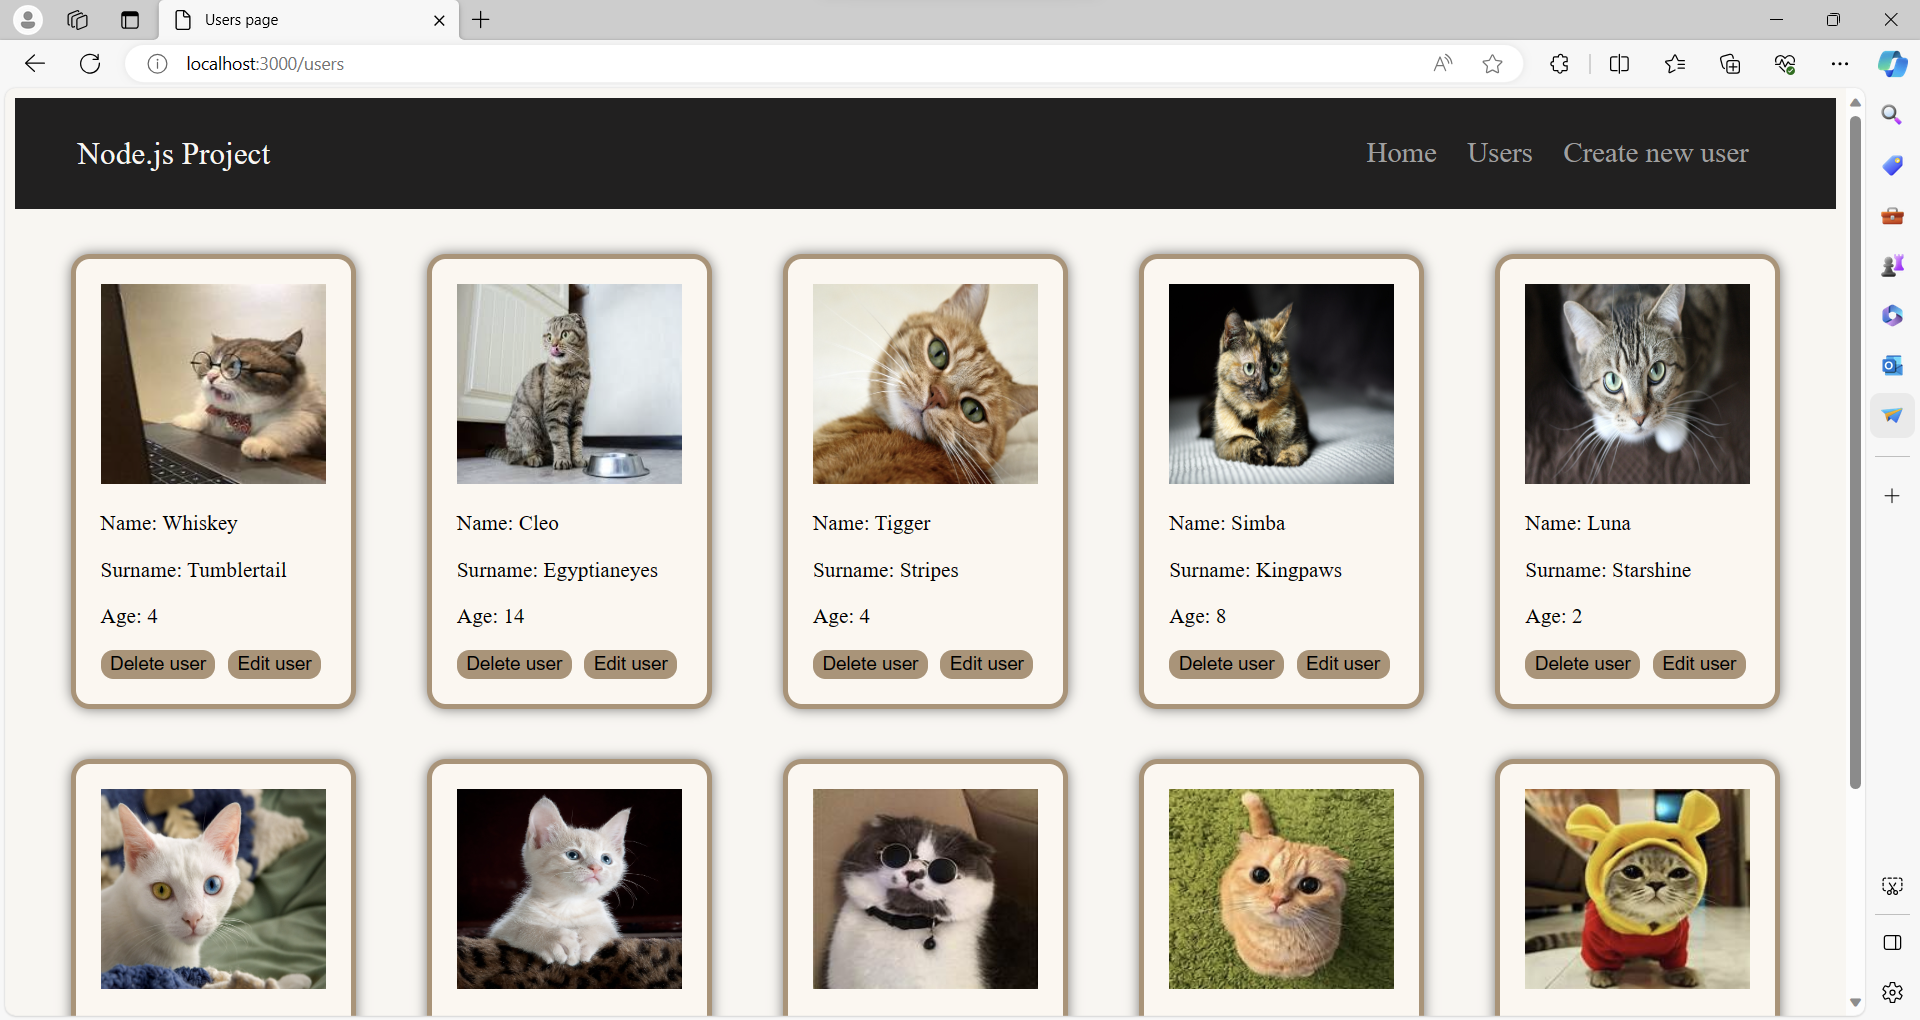 Users page
localhost:3000/users
Node.js Project
Home Users Create new user
Name: Whiskey
Surname: Tumblertail
Age: 4
Delete user Edit user
Name: Cleo
Surname: Egyptianeyes
Age: 14
Delete user Edit user
Name: Tigger
Surname: Stripes
Age: 4
Delete user Edit user
Name: Simba
Surname: Kingpaws
Age: 8
Delete user Edit user
Name: Luna
Surname: Starshine
Age: 2
Delete user Edit user